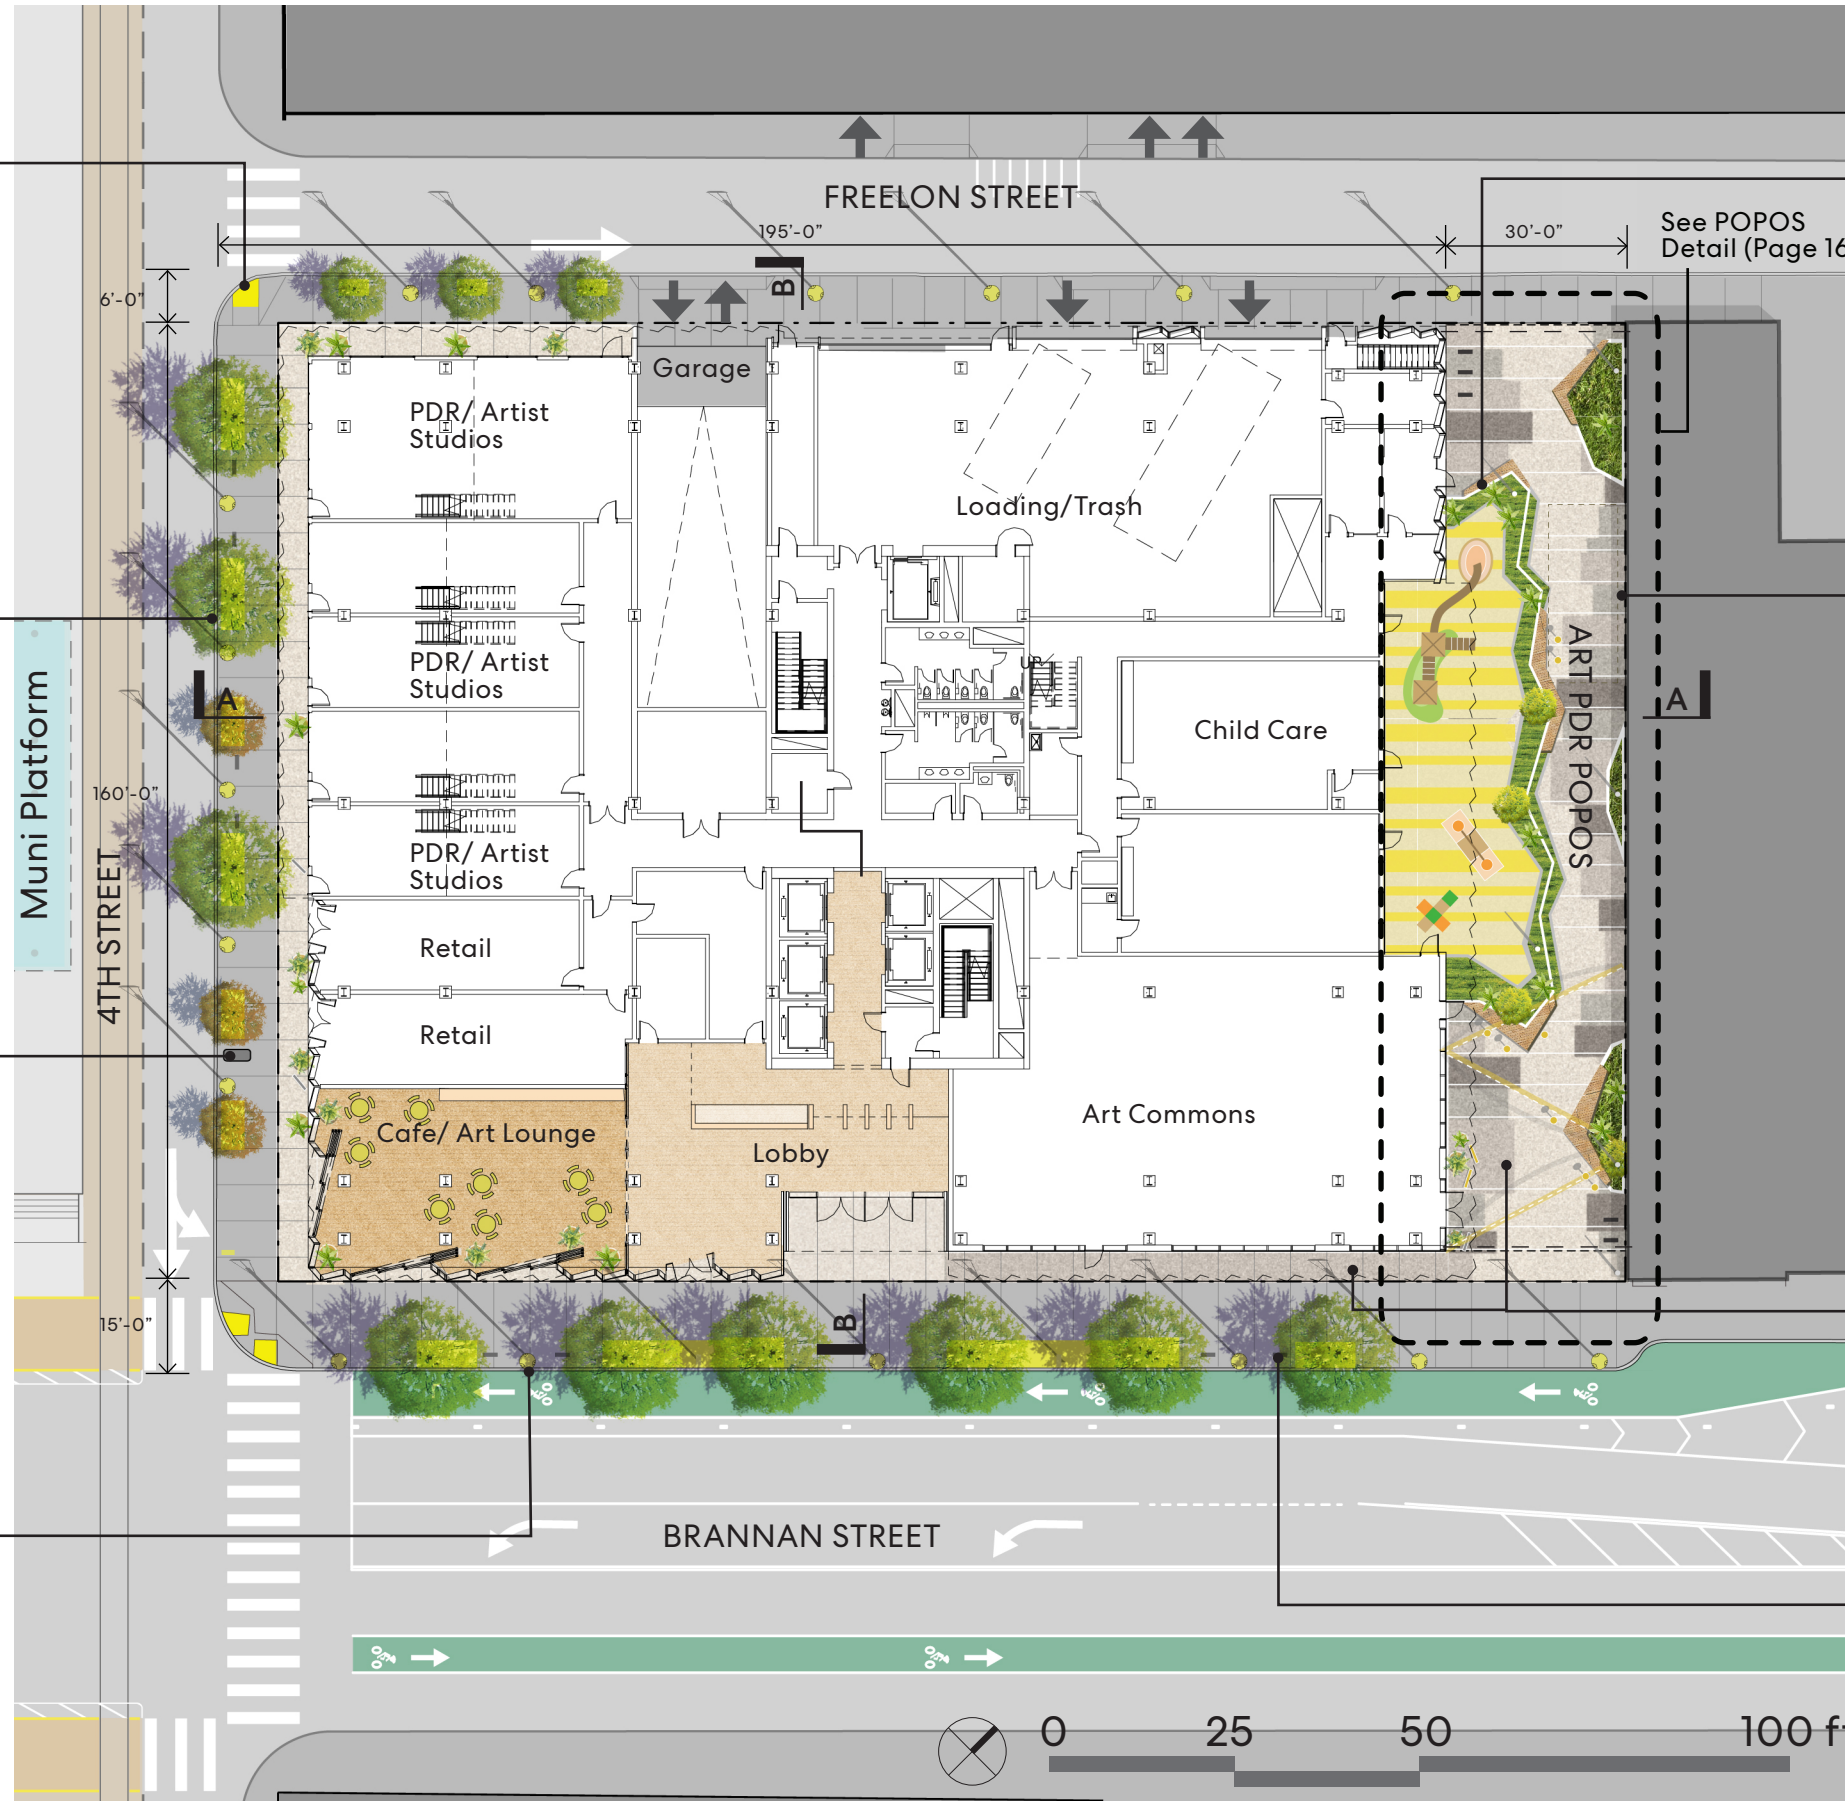 FREELON STREET
195'-0"
30'-0"
See POPOS
Detail (Page 16
6'-0"
B
Garage
PDR/ Artist
Studios
Loading/Trash
UP
PDR/ Artist
Studios
Child Care
A
A
ART PDR POPOS
Muni Platform
160'-0"
4TH STREET
PDR/ Artist
Studios
Retail
Retail
Cafe/ Art Lounge
Lobby
Art Commons
15'-0"
B
BRANNAN STREET
0
25
50
100 ft